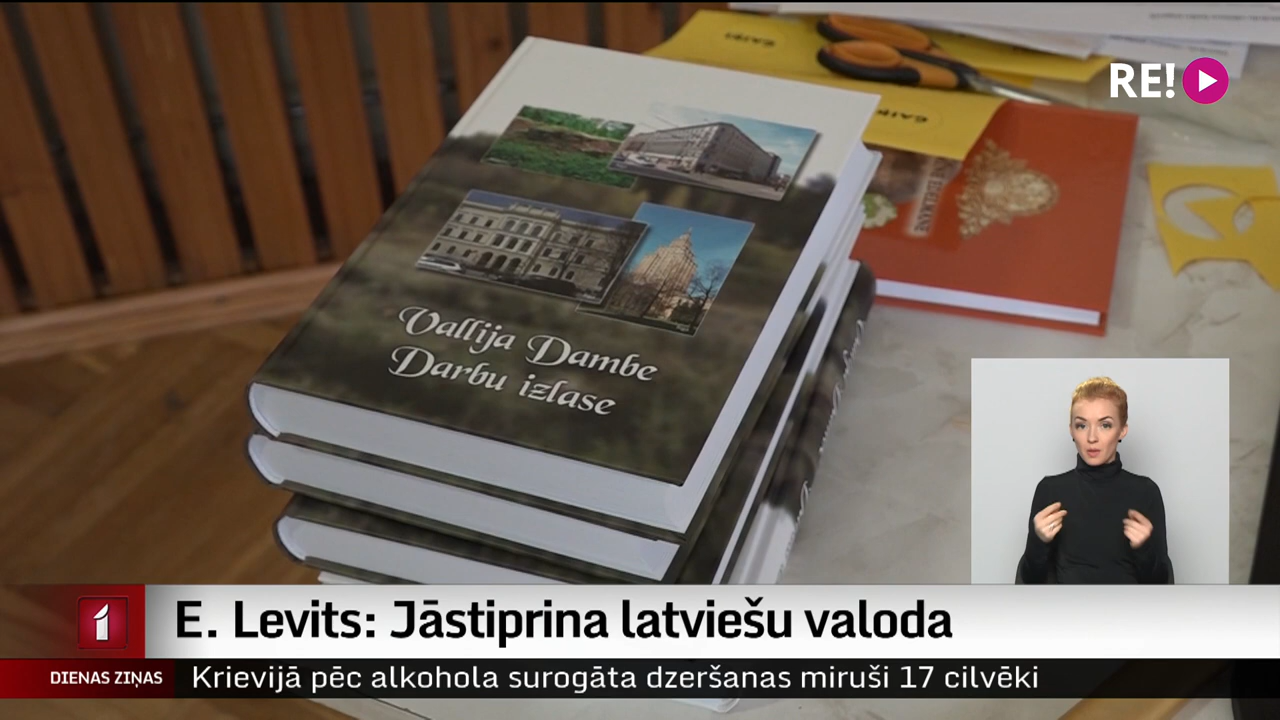 RE!
Vallija Dambe
Darbu izlase
E. Levits: Jāstiprina latviešu valoda
1
DIENAS ZIŅAS
Krievijā pēc alkohola surogāta dzeršanas miruši 17 cilvēki